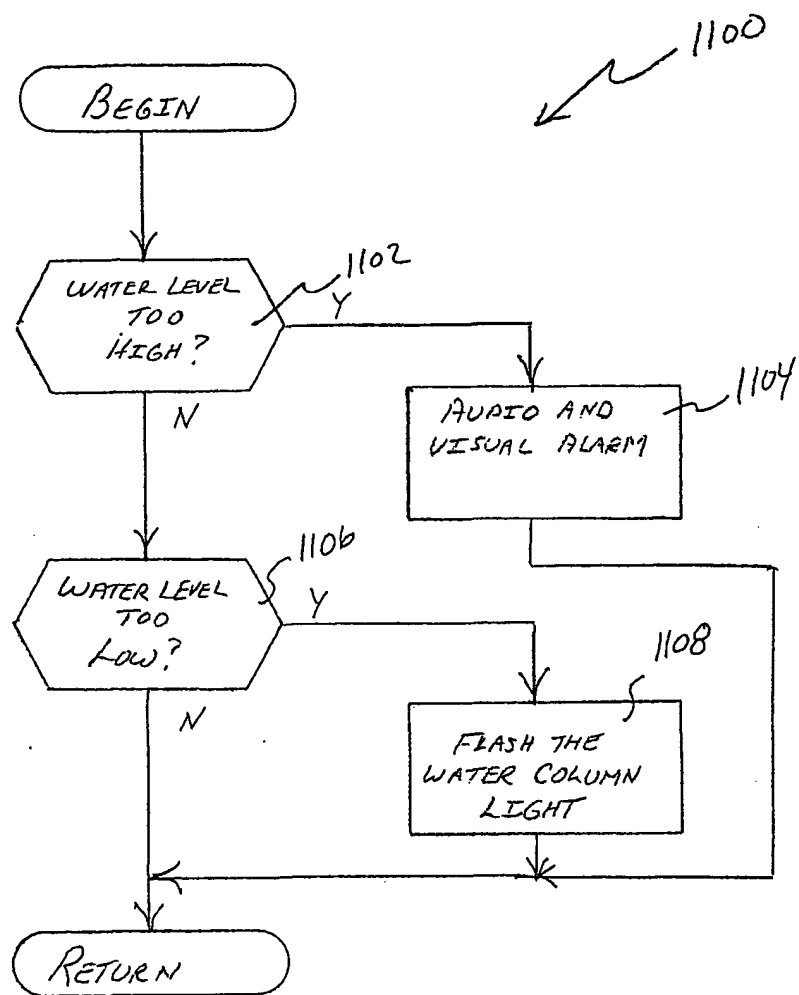 1100
BEGIN
WATER LEVEL
TOO
HIGH?
1102
Y
N
AUDIO AND
VISUAL ALARM
1104
WATER LEVEL
TOO
LOW?
1106
Y
N
FLASH THE
WATER COLUMN
LIGHT
1108
RETURN